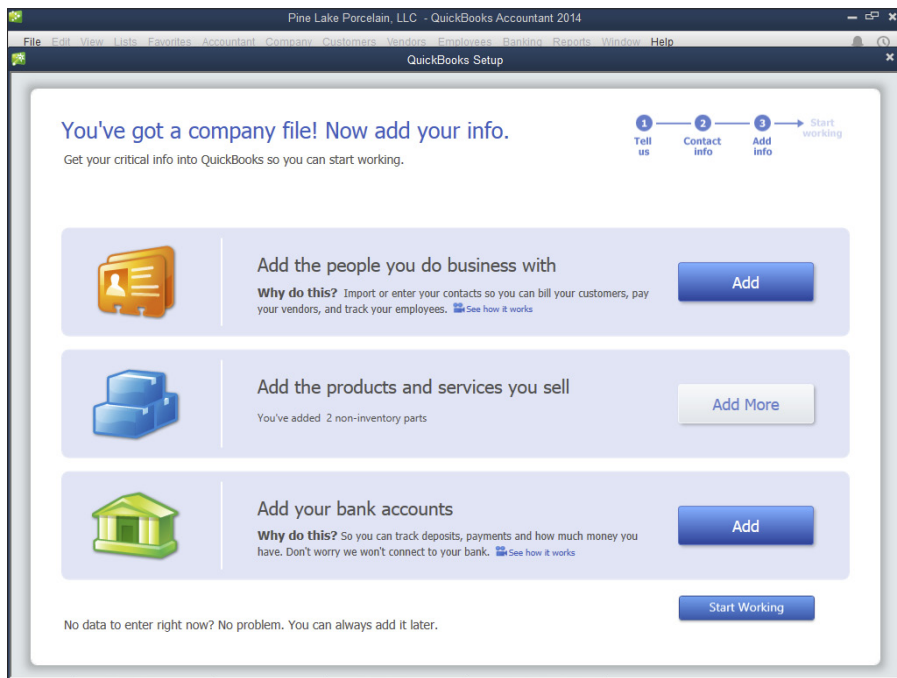 Pine Lake Porcelain, LLC - QuickBooks Accountant 2014
File Edit View Lists Favorites Accountant Company Customers Vendors Employees Banking Reports Window Help
QuickBooks Setup
You've got a company file! Now add your info.
Get your critical info into QuickBooks so you can start working.
1 2 3 Start working
Tell us
Contact info
Add info
Add the people you do business with
Why do this? Import or enter your contacts so you can bill your customers, pay
your vendors, and track your employees. See how it works
Add
Add the products and services you sell
You've added 2 non-inventory parts
Add More
Add your bank accounts
Why do this? So you can track deposits, payments and how much money you
have. Don't worry we won't connect to your bank. See how it works
Add
Start Working
No data to enter right now? No problem. You can always add it later.